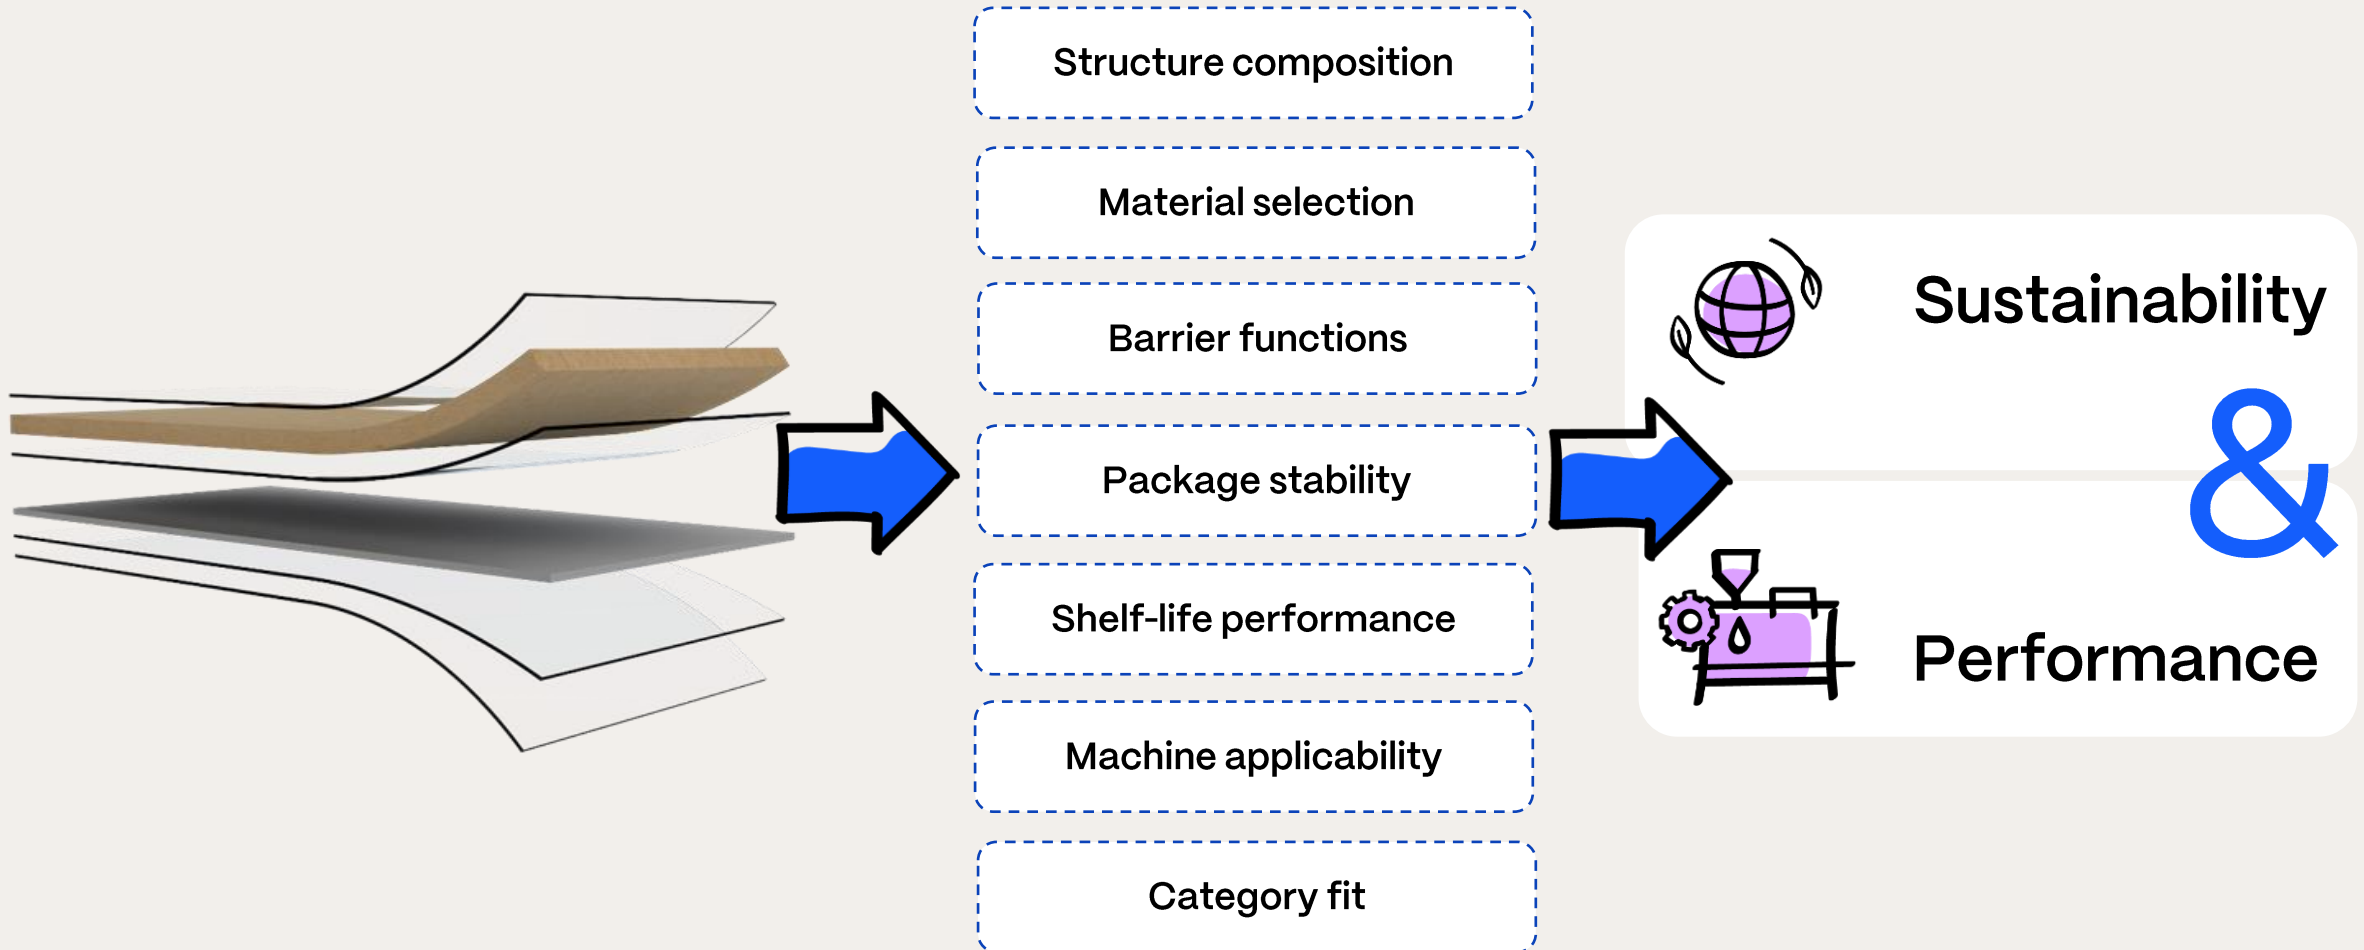 Structure composition
Material selection
Barrier functions
Package stability
Shelf-life performance
Machine applicability
Category fit
Sustainability
&
Performance